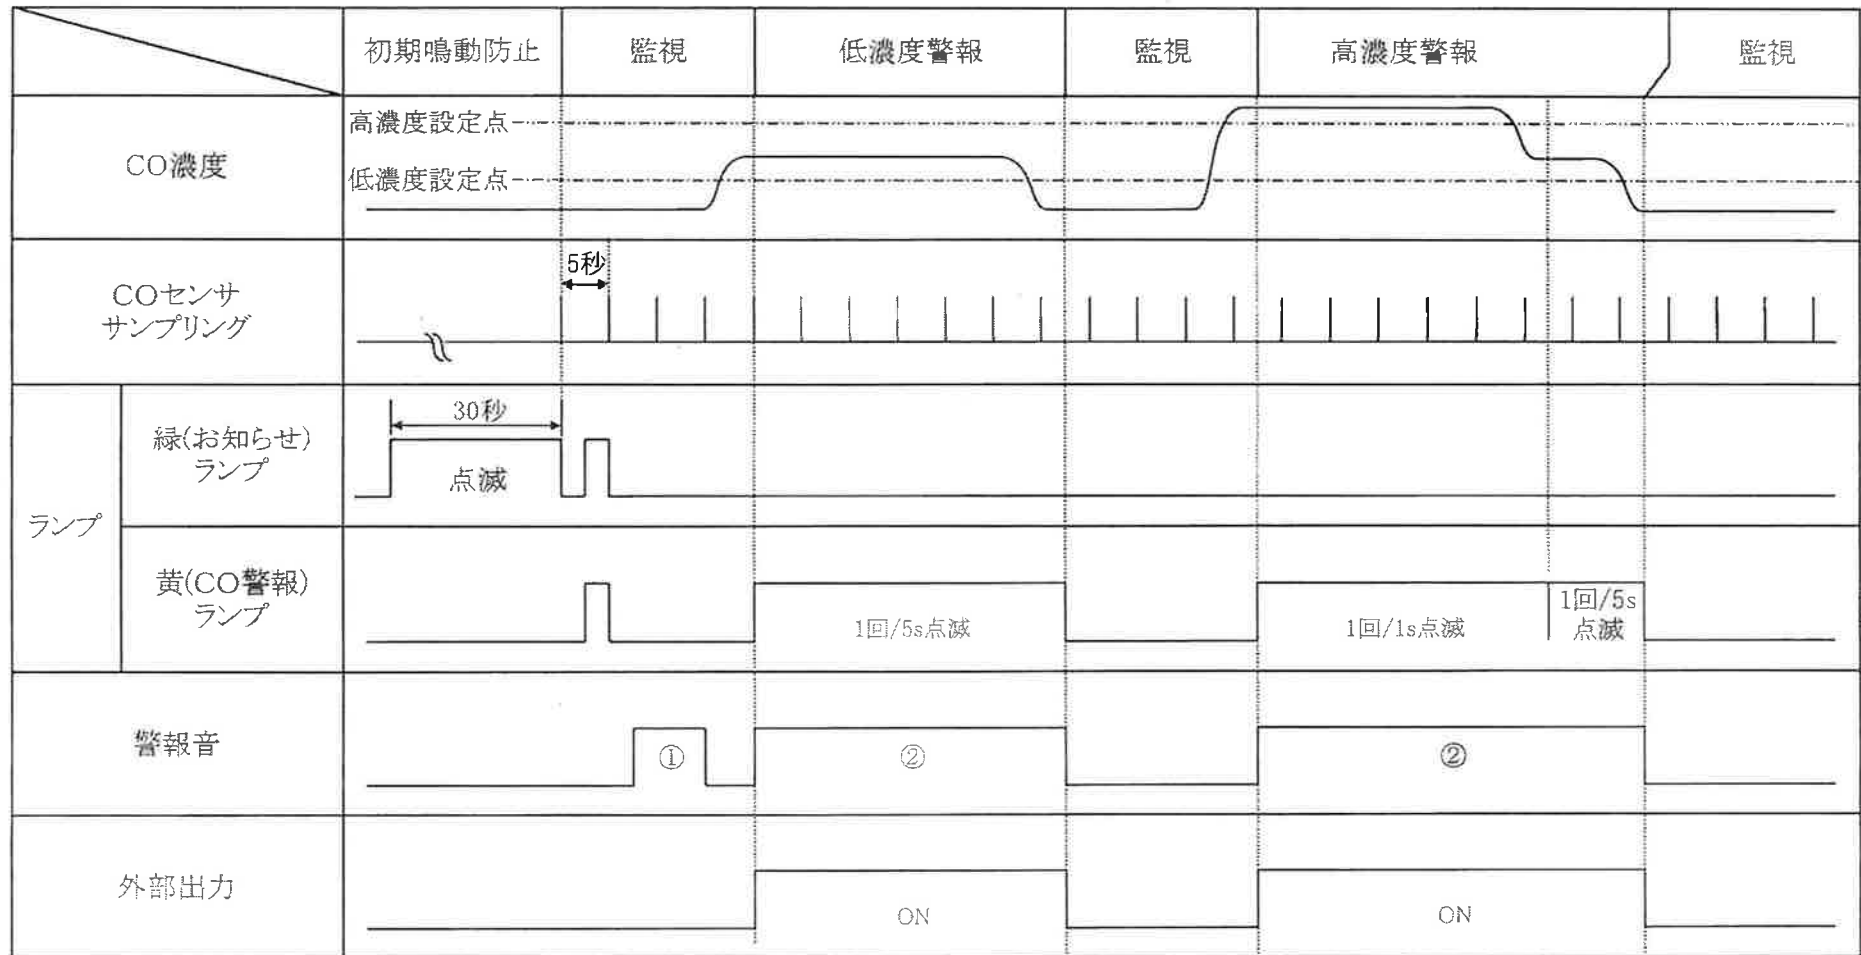 初期鳴動防止
監視
低濃度警報
監視
高濃度警報
監視
CO濃度
高濃度設定点
低濃度設定点
COセンサ
サンプリング
5秒
ランプ
緑(お知らせ)
ランプ
30秒
点滅
黄(CO警報)
ランプ
1回/5s点滅
1回/1s点滅
1回/5s
点滅
警報音
①
②
②
外部出力
ON
ON